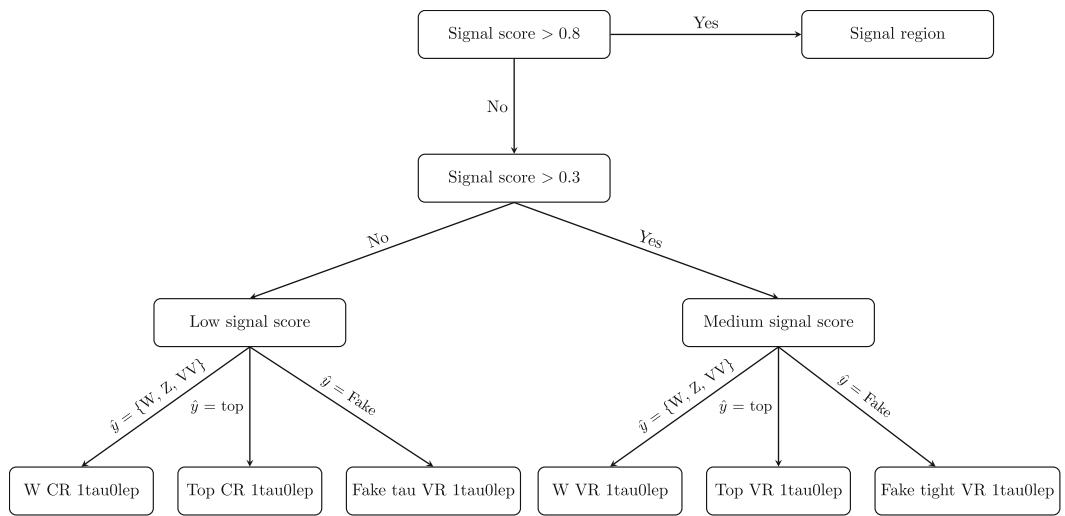 Signal score > 0.8
Yes
Signal region
No
Signal score > 0.3
No
Yes
Low signal score
Medium signal score
ŷ = {W, Z, VV}
ŷ = top
ŷ = Fake
ŷ = {W, Z, VV}
ŷ = top
ŷ = Fake
W CR 1tau0lep
Top CR 1tau0lep
Fake tau VR 1tau0lep
W VR 1tau0lep
Top VR 1tau0lep
Fake tight VR 1tau0lep